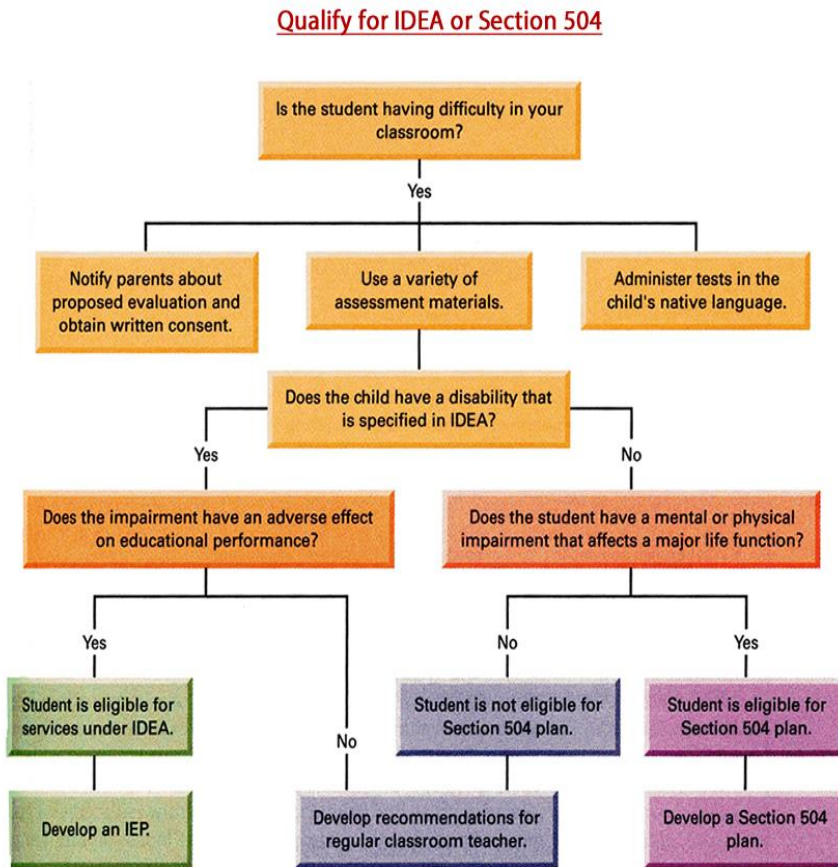 Qualify for IDEA or Section 504
Is the student having difficulty in your
classroom?
Yes
Notify parents about
proposed evaluation and
obtain written consent.
Use a variety of
assessment materials.
Administer tests in the
child's native language.
Does the child have a disability that
is specified in IDEA?
Yes
No
Does the impairment have an adverse effect
on educational performance?
Does the student have a mental or physical
impairment that affects a major life function?
Yes
No
No
Yes
Student is eligible for
services under IDEA.
Student is not eligible for
Section 504 plan.
Student is eligible for
Section 504 plan.
Develop an IEP.
Develop recommendations for
regular classroom teacher.
Develop a Section 504
plan.